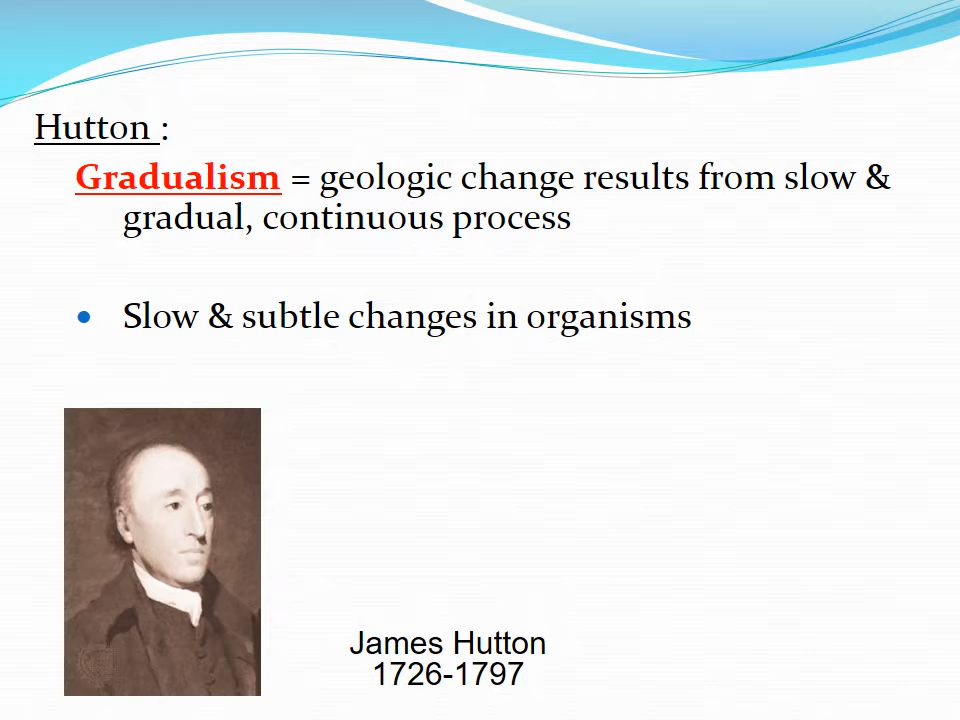 Hutton :
Gradualism = geologic change results from slow &
gradual, continuous process
• Slow & subtle changes in organisms
James Hutton
1726-1797